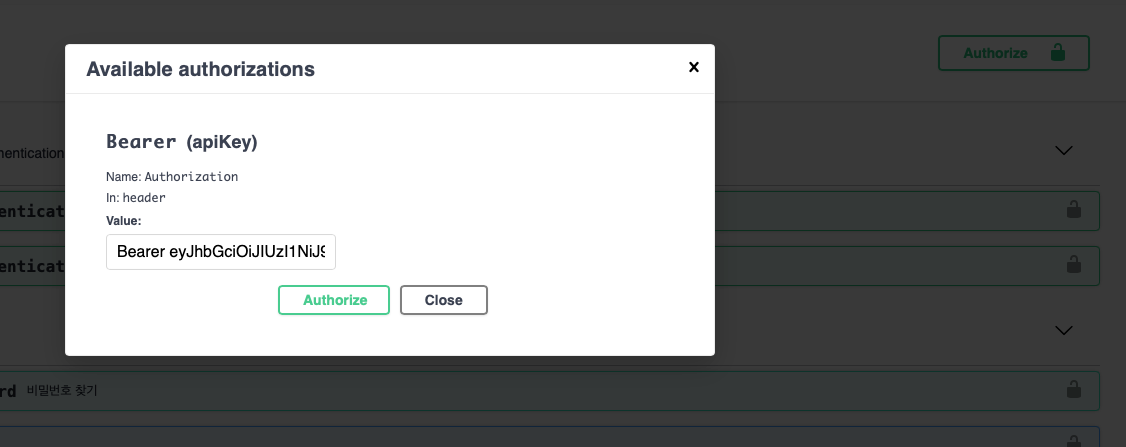 Authorize
Available authorizations
x
Bearer (apiKey)
Name: Authorization
In: header
Value:
Bearer eyJhbGciOiJIUzI1NiJ9
Authorize
Close
nentication
enticat
enticat
rd 비밀번호 찾기